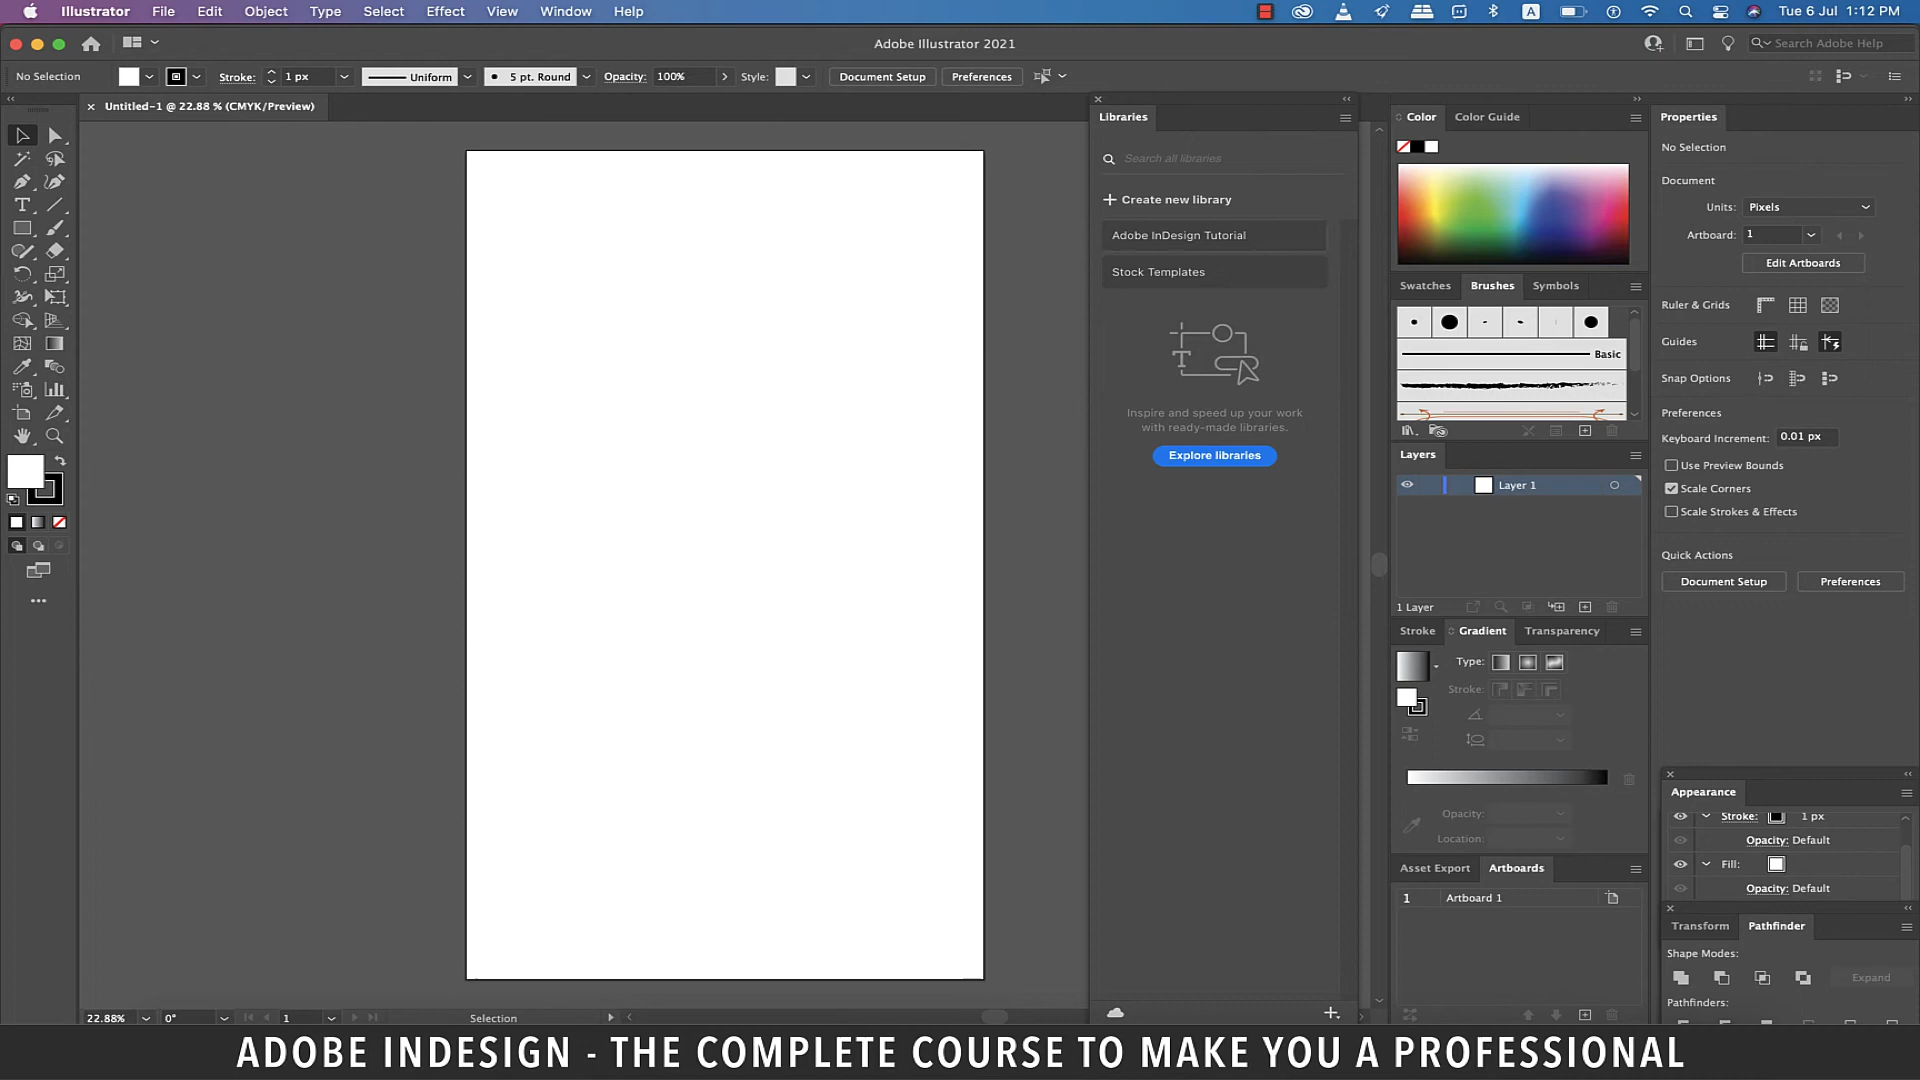 Illustrator File Edit Object Type Select Effect View Window Help
A
Tue 6 Jul 1:12 PM
Adobe Illustrator 2021
Search Adobe Help
No Selection
Stroke: 1 px
Uniform
5 pt. Round
Opacity: 100%
Style:
Document Setup
Preferences
Untitled-1 @ 22.88 % (CMYK/Preview)
Libraries
Search all libraries
Create new library
Adobe InDesign Tutorial
Stock Templates
T
Inspire and speed up your work
with ready-made libraries.
Explore libraries
Color
Color Guide
Swatches
Brushes
Symbols
Basic
Layers
Layer 1
1 Layer
Stroke
Gradient
Transparency
Type:
Stroke:
Opacity:
Location:
Asset Export
Artboards
1 Artboard 1
Properties
No Selection
Document
Units: Pixels
Artboard: 1
Edit Artboards
Ruler & Grids
Guides
Snap Options
Preferences
Keyboard Increment: 0.01 px
Use Preview Bounds
Scale Corners
Scale Strokes & Effects
Quick Actions
Document Setup
Preferences
Appearance
Stroke: 1 px
Opacity: Default
Fill:
Opacity: Default
Transform
Pathfinder
Shape Modes:
Expand
Pathfinders:
22.88%
0°
1
Selection
ADOBE INDESIGN - THE COMPLETE COURSE TO MAKE YOU A PROFESSIONAL